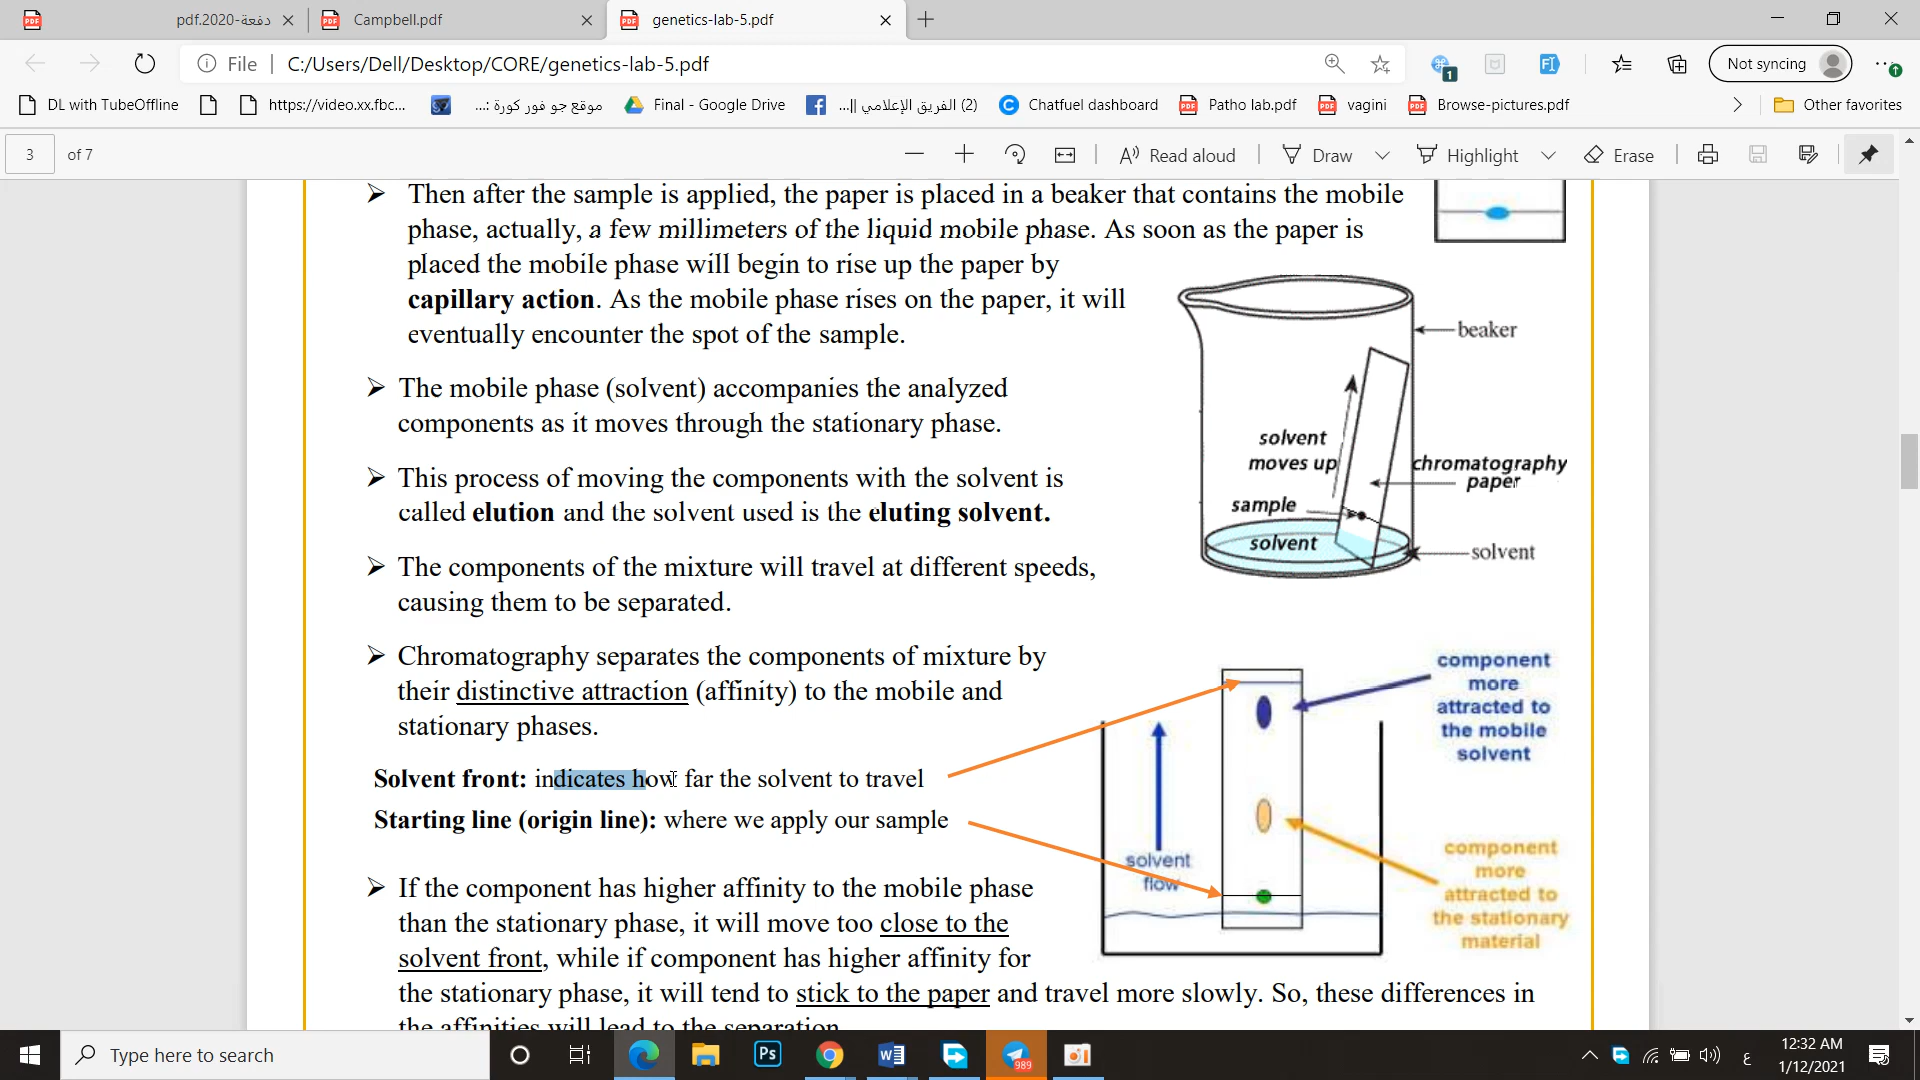 دفعة-2020.pdf
Campbell.pdf
genetics-lab-5.pdf
File
C:/Users/Dell/Desktop/CORE/genetics-lab-5.pdf
1
Not syncing
DL with TubeOffline
https://video.xx.fbc...
موقع جو فور كورة :...
Final - Google Drive
(2) الفريق الإعلامي ||...
Chatfuel dashboard
Patho lab.pdf
vagini
Browse-pictures.pdf
Other favorites
3 of 7
Read aloud
Draw
Highlight
Erase
➢ Then after the sample is applied, the paper is placed in a beaker that contains the mobile
phase, actually, a few millimeters of the liquid mobile phase. As soon as the paper is
placed the mobile phase will begin to rise up the paper by
capillary action. As the mobile phase rises on the paper, it will
eventually encounter the spot of the sample.
➢ The mobile phase (solvent) accompanies the analyzed
components as it moves through the stationary phase.
➢ This process of moving the components with the solvent is
called elution and the solvent used is the eluting solvent.
➢ The components of the mixture will travel at different speeds,
causing them to be separated.
➢ Chromatography separates the components of mixture by
their distinctive attraction (affinity) to the mobile and
stationary phases.
Solvent front: indicates how far the solvent to travel
Starting line (origin line): where we apply our sample
➢ If the component has higher affinity to the mobile phase
than the stationary phase, it will move too close to the
solvent front, while if component has higher affinity for
the stationary phase, it will tend to stick to the paper and travel more slowly. So, these differences in
the affinities will lead to the separation
beaker
solvent
moves up
chromatography
paper
sample
solvent
solvent
component
more
attracted to
the mobile
solvent
solvent
flow
component
more
attracted to
the stationary
material
Type here to search
Ps
989
ع
12:32 AM
1/12/2021